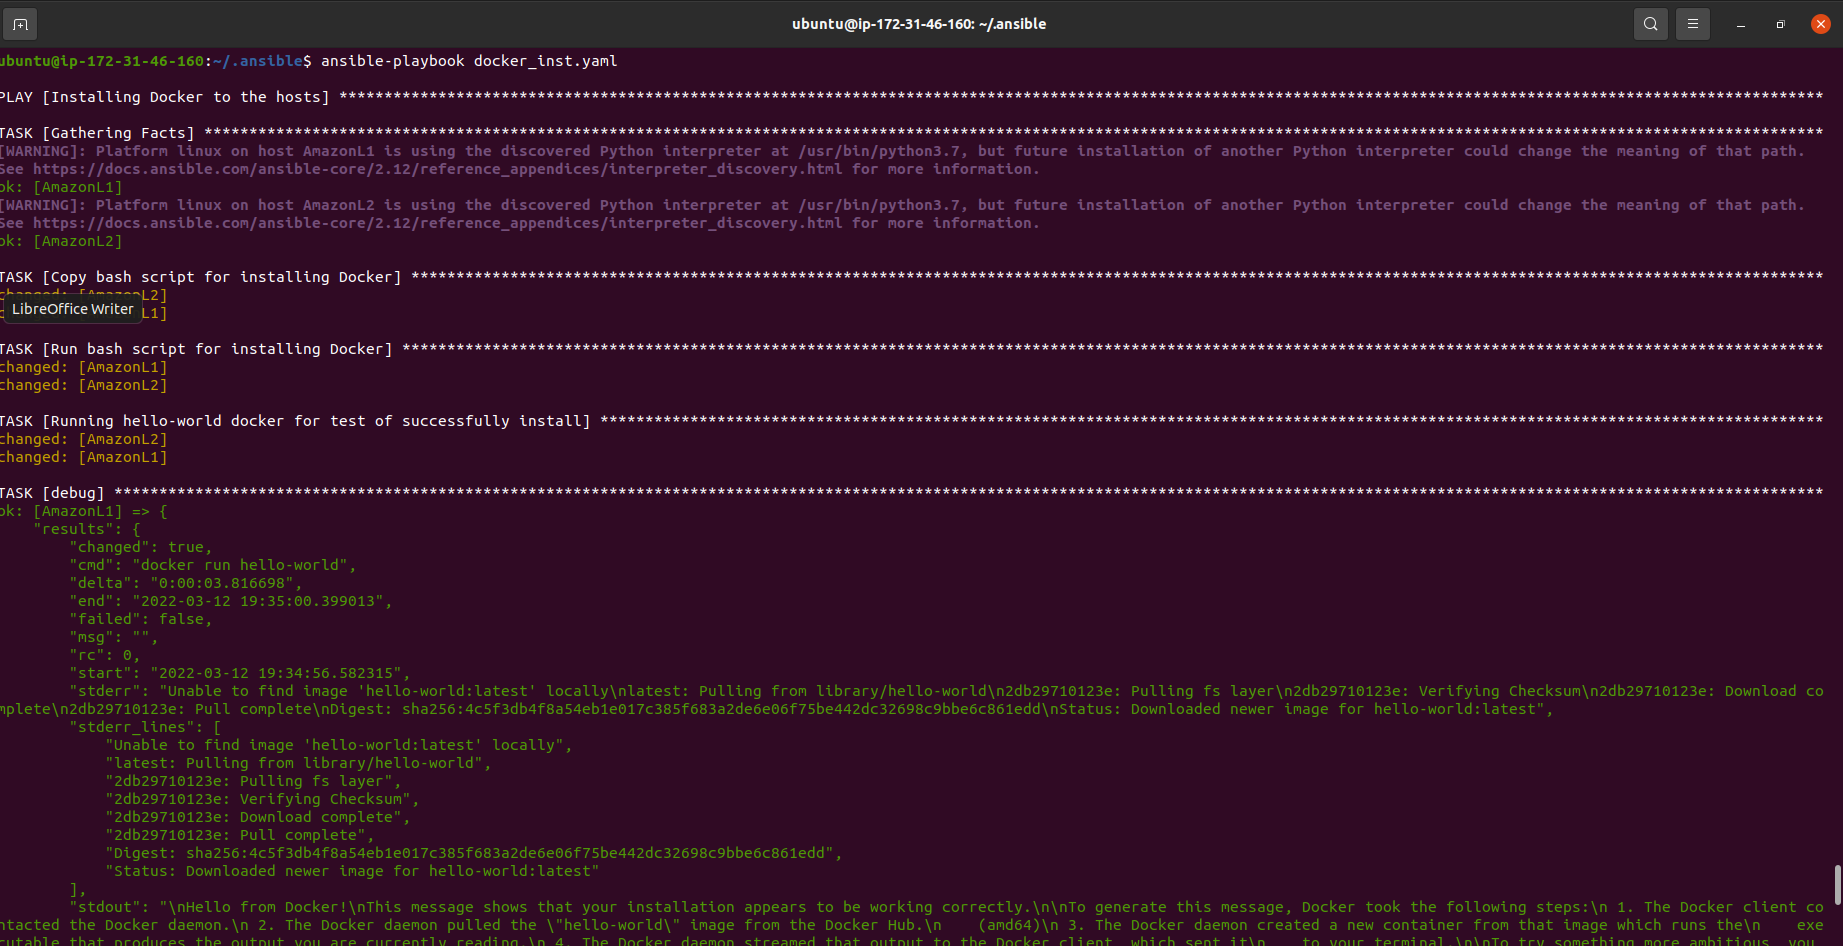 ubuntu@ip-172-31-46-160: ~/.ansible
ubuntu@ip-172-31-46-160:~/.ansible$ ansible-playbook docker_inst.yaml
PLAY [Installing Docker to the hosts] ****************************************************************************************************************************************************************
TASK [Gathering Facts] *******************************************************************************************************************************************************************************
[WARNING]: Platform linux on host AmazonL1 is using the discovered Python interpreter at /usr/bin/python3.7, but future installation of another Python interpreter could change the meaning of that path.
See https://docs.ansible.com/ansible-core/2.12/reference_appendices/interpreter_discovery.html for more information.
ok: [AmazonL1]
[WARNING]: Platform linux on host AmazonL2 is using the discovered Python interpreter at /usr/bin/python3.7, but future installation of another Python interpreter could change the meaning of that path.
See https://docs.ansible.com/ansible-core/2.12/reference_appendices/interpreter_discovery.html for more information.
ok: [AmazonL2]
TASK [Copy bash script for installing Docker] ********************************************************************************************************************************************************
changed: [AmazonL2]
LibreOffice Writer
L1]
TASK [Run bash script for installing Docker] *********************************************************************************************************************************************************
changed: [AmazonL1]
changed: [AmazonL2]
TASK [Running hello-world docker for test of successfully install] ***********************************************************************************************************************************
changed: [AmazonL2]
changed: [AmazonL1]
TASK [debug] *****************************************************************************************************************************************************************************************
ok: [AmazonL1] => {
"results": {
"changed": true,
"cmd": "docker run hello-world",
"delta": "0:00:03.816698",
"end": "2022-03-12 19:35:00.399013",
"failed": false,
"msg": "",
"rc": 0,
"start": "2022-03-12 19:34:56.582315",
"stderr": "Unable to find image 'hello-world:latest' locally\nlatest: Pulling from library/hello-world\n2db29710123e: Pulling fs layer\n2db29710123e: Verifying Checksum\n2db29710123e: Download co
mplete\n2db29710123e: Pull complete\nDigest: sha256:4c5f3db4f8a54eb1e017c385f683a2de6e06f75be442dc32698c9bbe6c861edd\nStatus: Downloaded newer image for hello-world:latest",
"stderr_lines": [
"Unable to find image 'hello-world:latest' locally",
"latest: Pulling from library/hello-world",
"2db29710123e: Pulling fs layer",
"2db29710123e: Verifying Checksum",
"2db29710123e: Download complete",
"2db29710123e: Pull complete",
"Digest: sha256:4c5f3db4f8a54eb1e017c385f683a2de6e06f75be442dc32698c9bbe6c861edd",
"Status: Downloaded newer image for hello-world:latest"
],
"stdout": "\nHello from Docker!\nThis message shows that your installation appears to be working correctly.\n\nTo generate this message, Docker took the following steps:\n 1. The Docker client co
ntacted the Docker daemon.\n 2. The Docker daemon pulled the \"hello-world\" image from the Docker Hub.\n    (amd64)\n 3. The Docker daemon created a new container from that image which runs the\n    exe
cutable that produces the output you are currently reading.\n 4. The Docker daemon streamed that output to the Docker client, which sent it\n    to your terminal.\n\nTo try something more ambitious, you